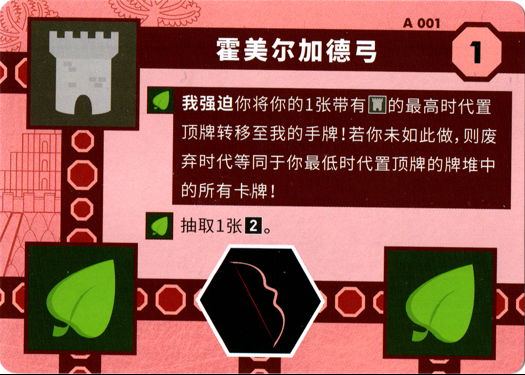 A 001
霍美尔加德弓
1
我强迫你将你的1张带有的最高时代置
顶牌转移至我的手牌！若你未如此做，则废
弃时代等同于你最低时代置顶牌的牌堆中
的所有卡牌！
抽取1张2。